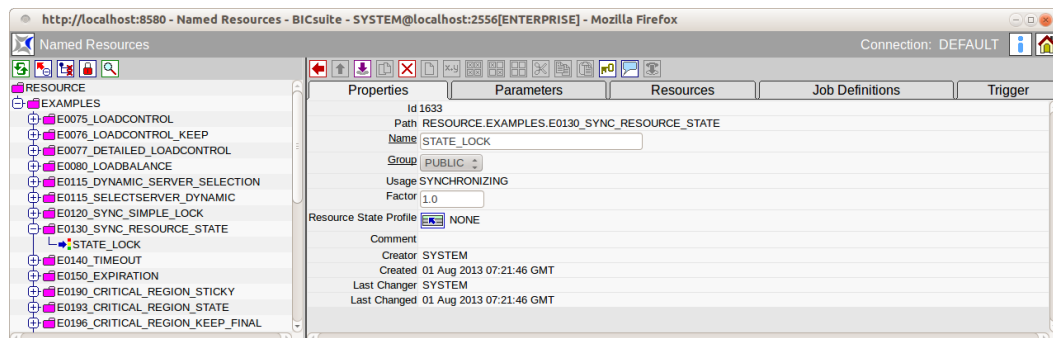 http://localhost:8580 - Named Resources - BICsuite - SYSTEM@localhost:2556[ENTERPRISE] - Mozilla Firefox
Named Resources
Connection: DEFAULT
RESOURCE
EXAMPLES
E0075_LOADCONTROL
E0076_LOADCONTROL_KEEP
E0077_DETAILED_LOADCONTROL
E0080_LOADBALANCE
E0115_DYNAMIC_SERVER_SELECTION
E0115_SELECTSERVER_DYNAMIC
E0120_SYNC_SIMPLE_LOCK
E0130_SYNC_RESOURCE_STATE
STATE_LOCK
E0140_TIMEOUT
E0150_EXPIRATION
E0190_CRITICAL_REGION_STICKY
E0193_CRITICAL_REGION_STATE
E0196_CRITICAL_REGION_KEEP_FINAL
Properties Parameters Resources Job Definitions Trigger
Id 1633
Path RESOURCE.EXAMPLES.E0130_SYNC_RESOURCE_STATE
Name STATE_LOCK
Group PUBLIC
Usage SYNCHRONIZING
Factor 1.0
Resource State Profile NONE
Comment
Creator SYSTEM
Created 01 Aug 2013 07:21:46 GMT
Last Changer SYSTEM
Last Changed 01 Aug 2013 07:21:46 GMT